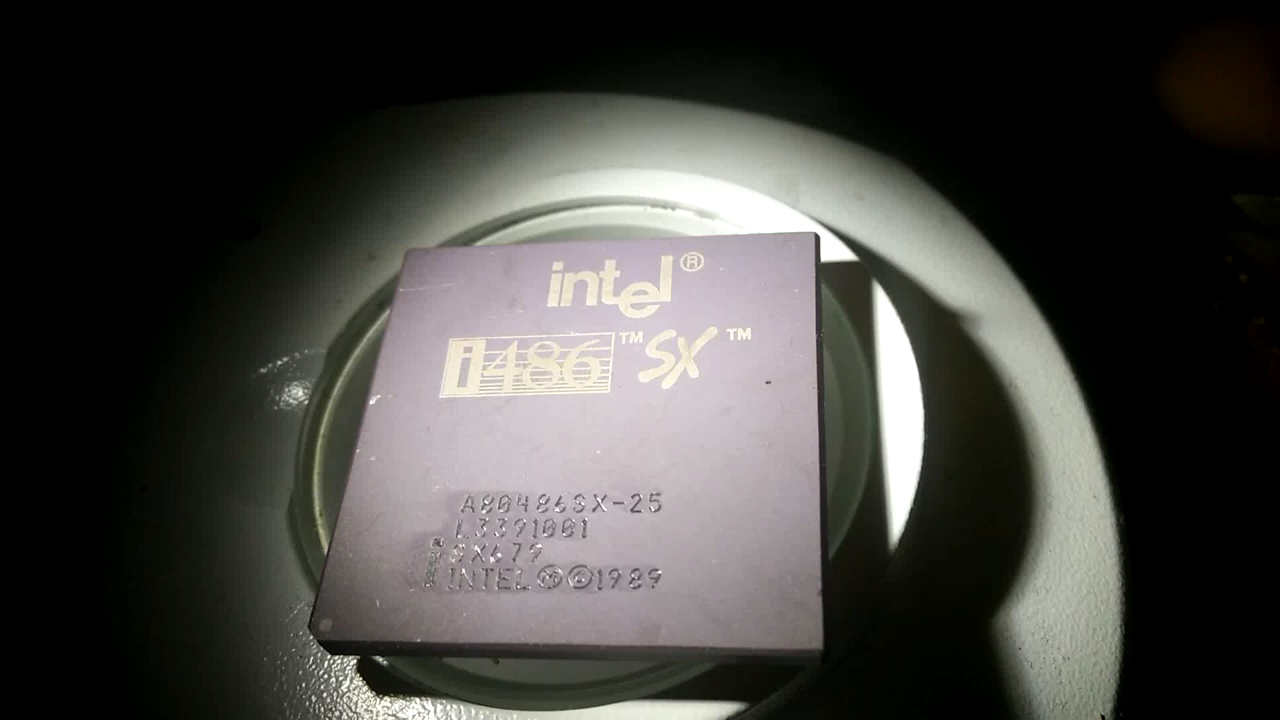 intel®
i486™ SX™
A80486SX-25
L3391001
i SX679
INTEL Ⓜ©1989